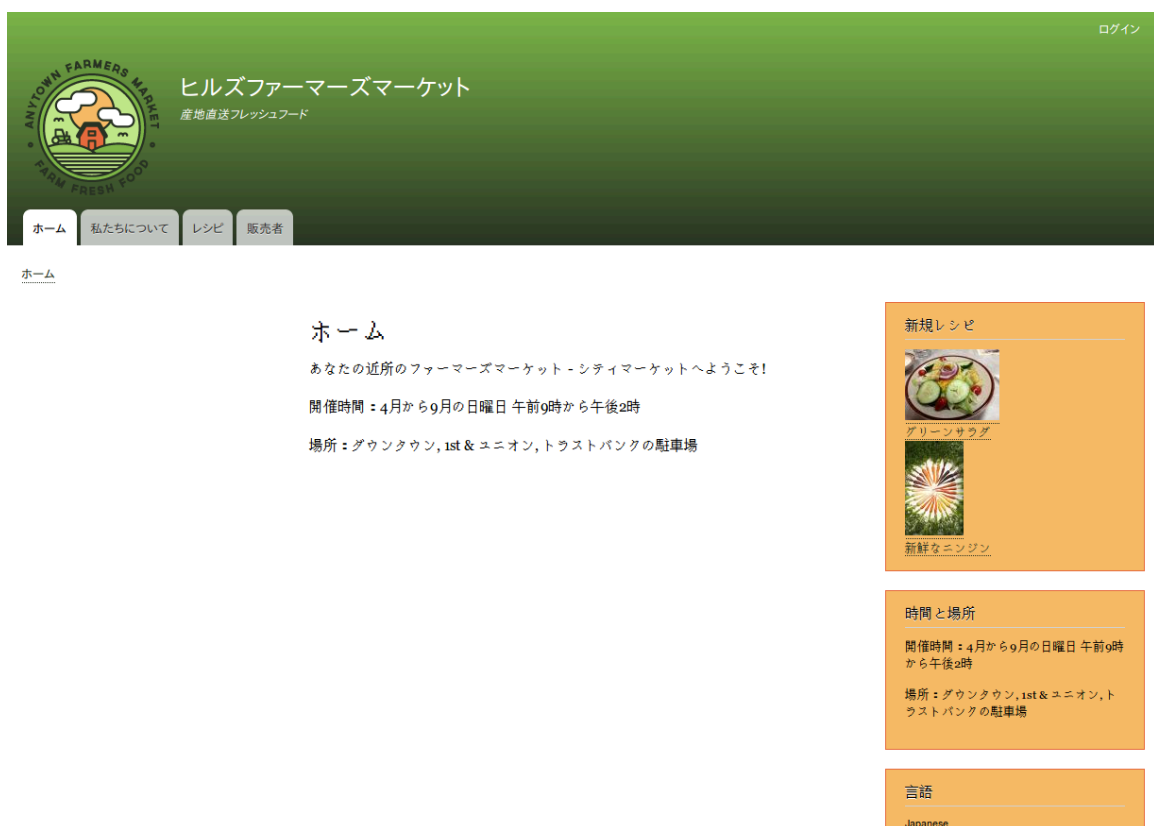 ログイン
ANYTOWN FARMERS MARKET
FARM FRESH FOOD
ヒルズファーマーズマーケット
産地直送フレッシュフード
ホーム
私たちについて
レシピ
販売者
ホーム
ホーム
あなたの近所のファーマーズマーケット - シティマーケットへようこそ!
開催時間：4月から9月の日曜日 午前9時から午後2時
場所：ダウンタウン, 1st & ユニオン, トラストバンクの駐車場
新規レシピ
グリーンサラダ
新鮮なニンジン
時間と場所
開催時間：4月から9月の日曜日 午前9時
から午後2時
場所：ダウンタウン, 1st & ユニオン, ト
ラストバンクの駐車場
言語
Japanese